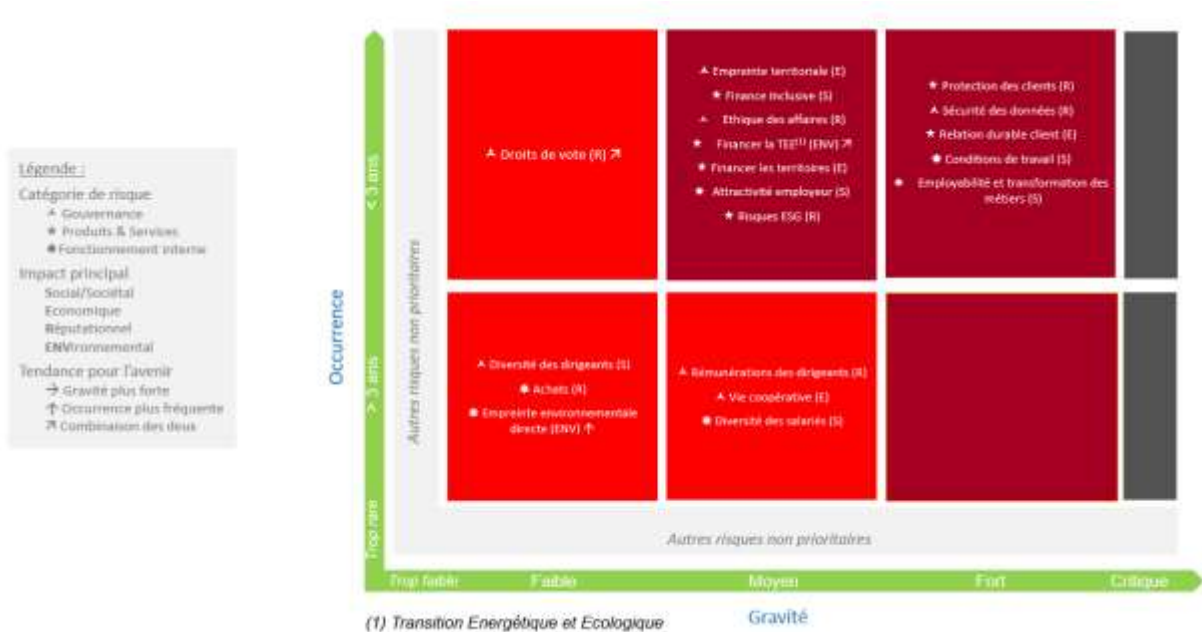 Légende :
Catégorie de risque
Gouvernance
★ Produits & Services
Fonctionnement interne
Impact principal
Social/Sociétal
Economique
Réputationnel
ENVironnemental
Tendance pour l'avenir
→ Gravité plus forte
↑ Occurrence plus fréquente
↗ Combinaison des deux
Occurrence
< 3 ans
> 3 ans
Trop rare
Autres risques non prioritaires
Droits de vote (R) ↗
Empreinte territoriale (E)
★ Finance inclusive (S)
Ethique des affaires (R)
★ Financer la TEE(1) (ENV) ↗
★ Financer les territoires (E)
Attractivité employeur (S)
★ Risques ESG (R)
★ Protection des clients (R)
Sécurité des données (R)
★ Relation durable client (E)
Conditions de travail (S)
Employabilité et transformation des
métiers (S)
Diversité des dirigeants (S)
Achats (R)
Empreinte environnementale
directe (ENV) ↑
Rémunérations des dirigeants (R)
Vie coopérative (E)
Diversité des salariés (S)
Autres risques non prioritaires
Trop faible
Faible
Moyen
Fort
Critique
(1) Transition Energétique et Ecologique
Gravité